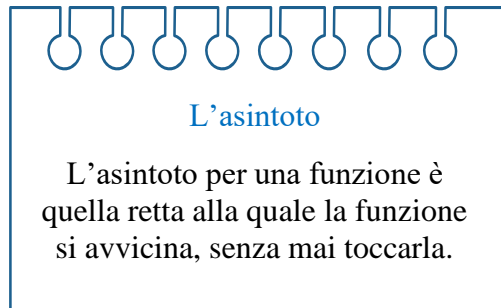 L’asintoto
L’asintoto per una funzione è
quella retta alla quale la funzione
si avvicina, senza mai toccarla.